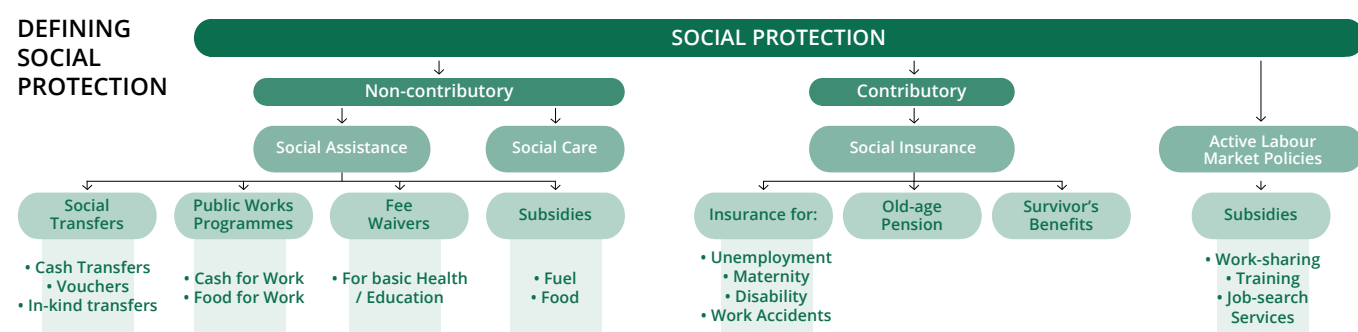 DEFINING
SOCIAL
PROTECTION
SOCIAL PROTECTION
Non-contributory
Contributory
Social Assistance
Social Care
Social Insurance
Active Labour
Market Policies
Social
Transfers
Public Works
Programmes
Fee
Waivers
Subsidies
Insurance for:
Old-age
Pension
Survivor's
Benefits
Subsidies
• Cash Transfers
• Vouchers
• In-kind transfers
• Cash for Work
• Food for Work
• For basic Health
/ Education
• Fuel
• Food
• Unemployment
• Maternity
• Disability
• Work Accidents
• Work-sharing
• Training
• Job-search
Services